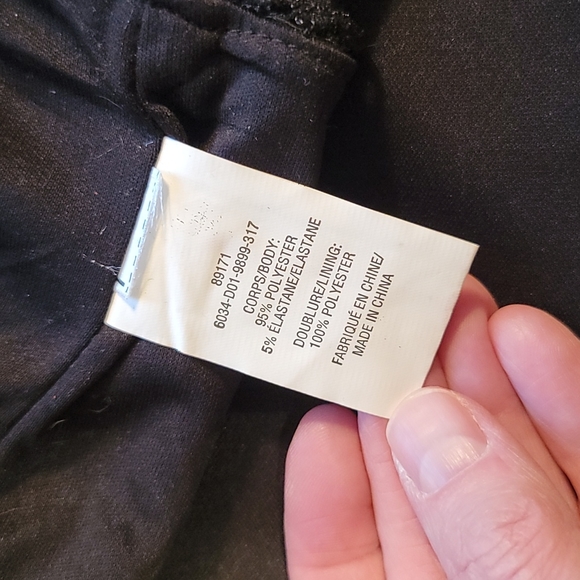 89171
6034-D01-9899-317
CORPS/BODY:
95% POLYESTER
5% ÉLASTANE/ELASTANE
DOUBLURE/LINING:
100% POLYESTER
FABRIQUÉ EN CHINE/
MADE IN CHINA